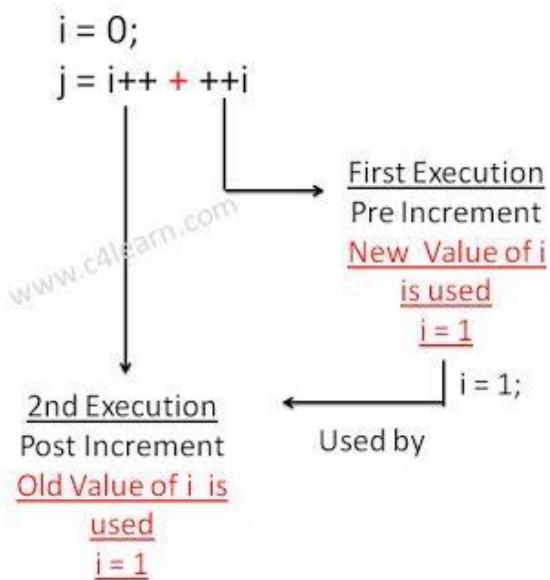 i = 0;
j = i++ + ++i
First Execution
Pre Increment
New Value of i
is used
i = 1
www.c4learn.com
i = 1;
Used by
2nd Execution
Post Increment
Old Value of i is
used
i = 1